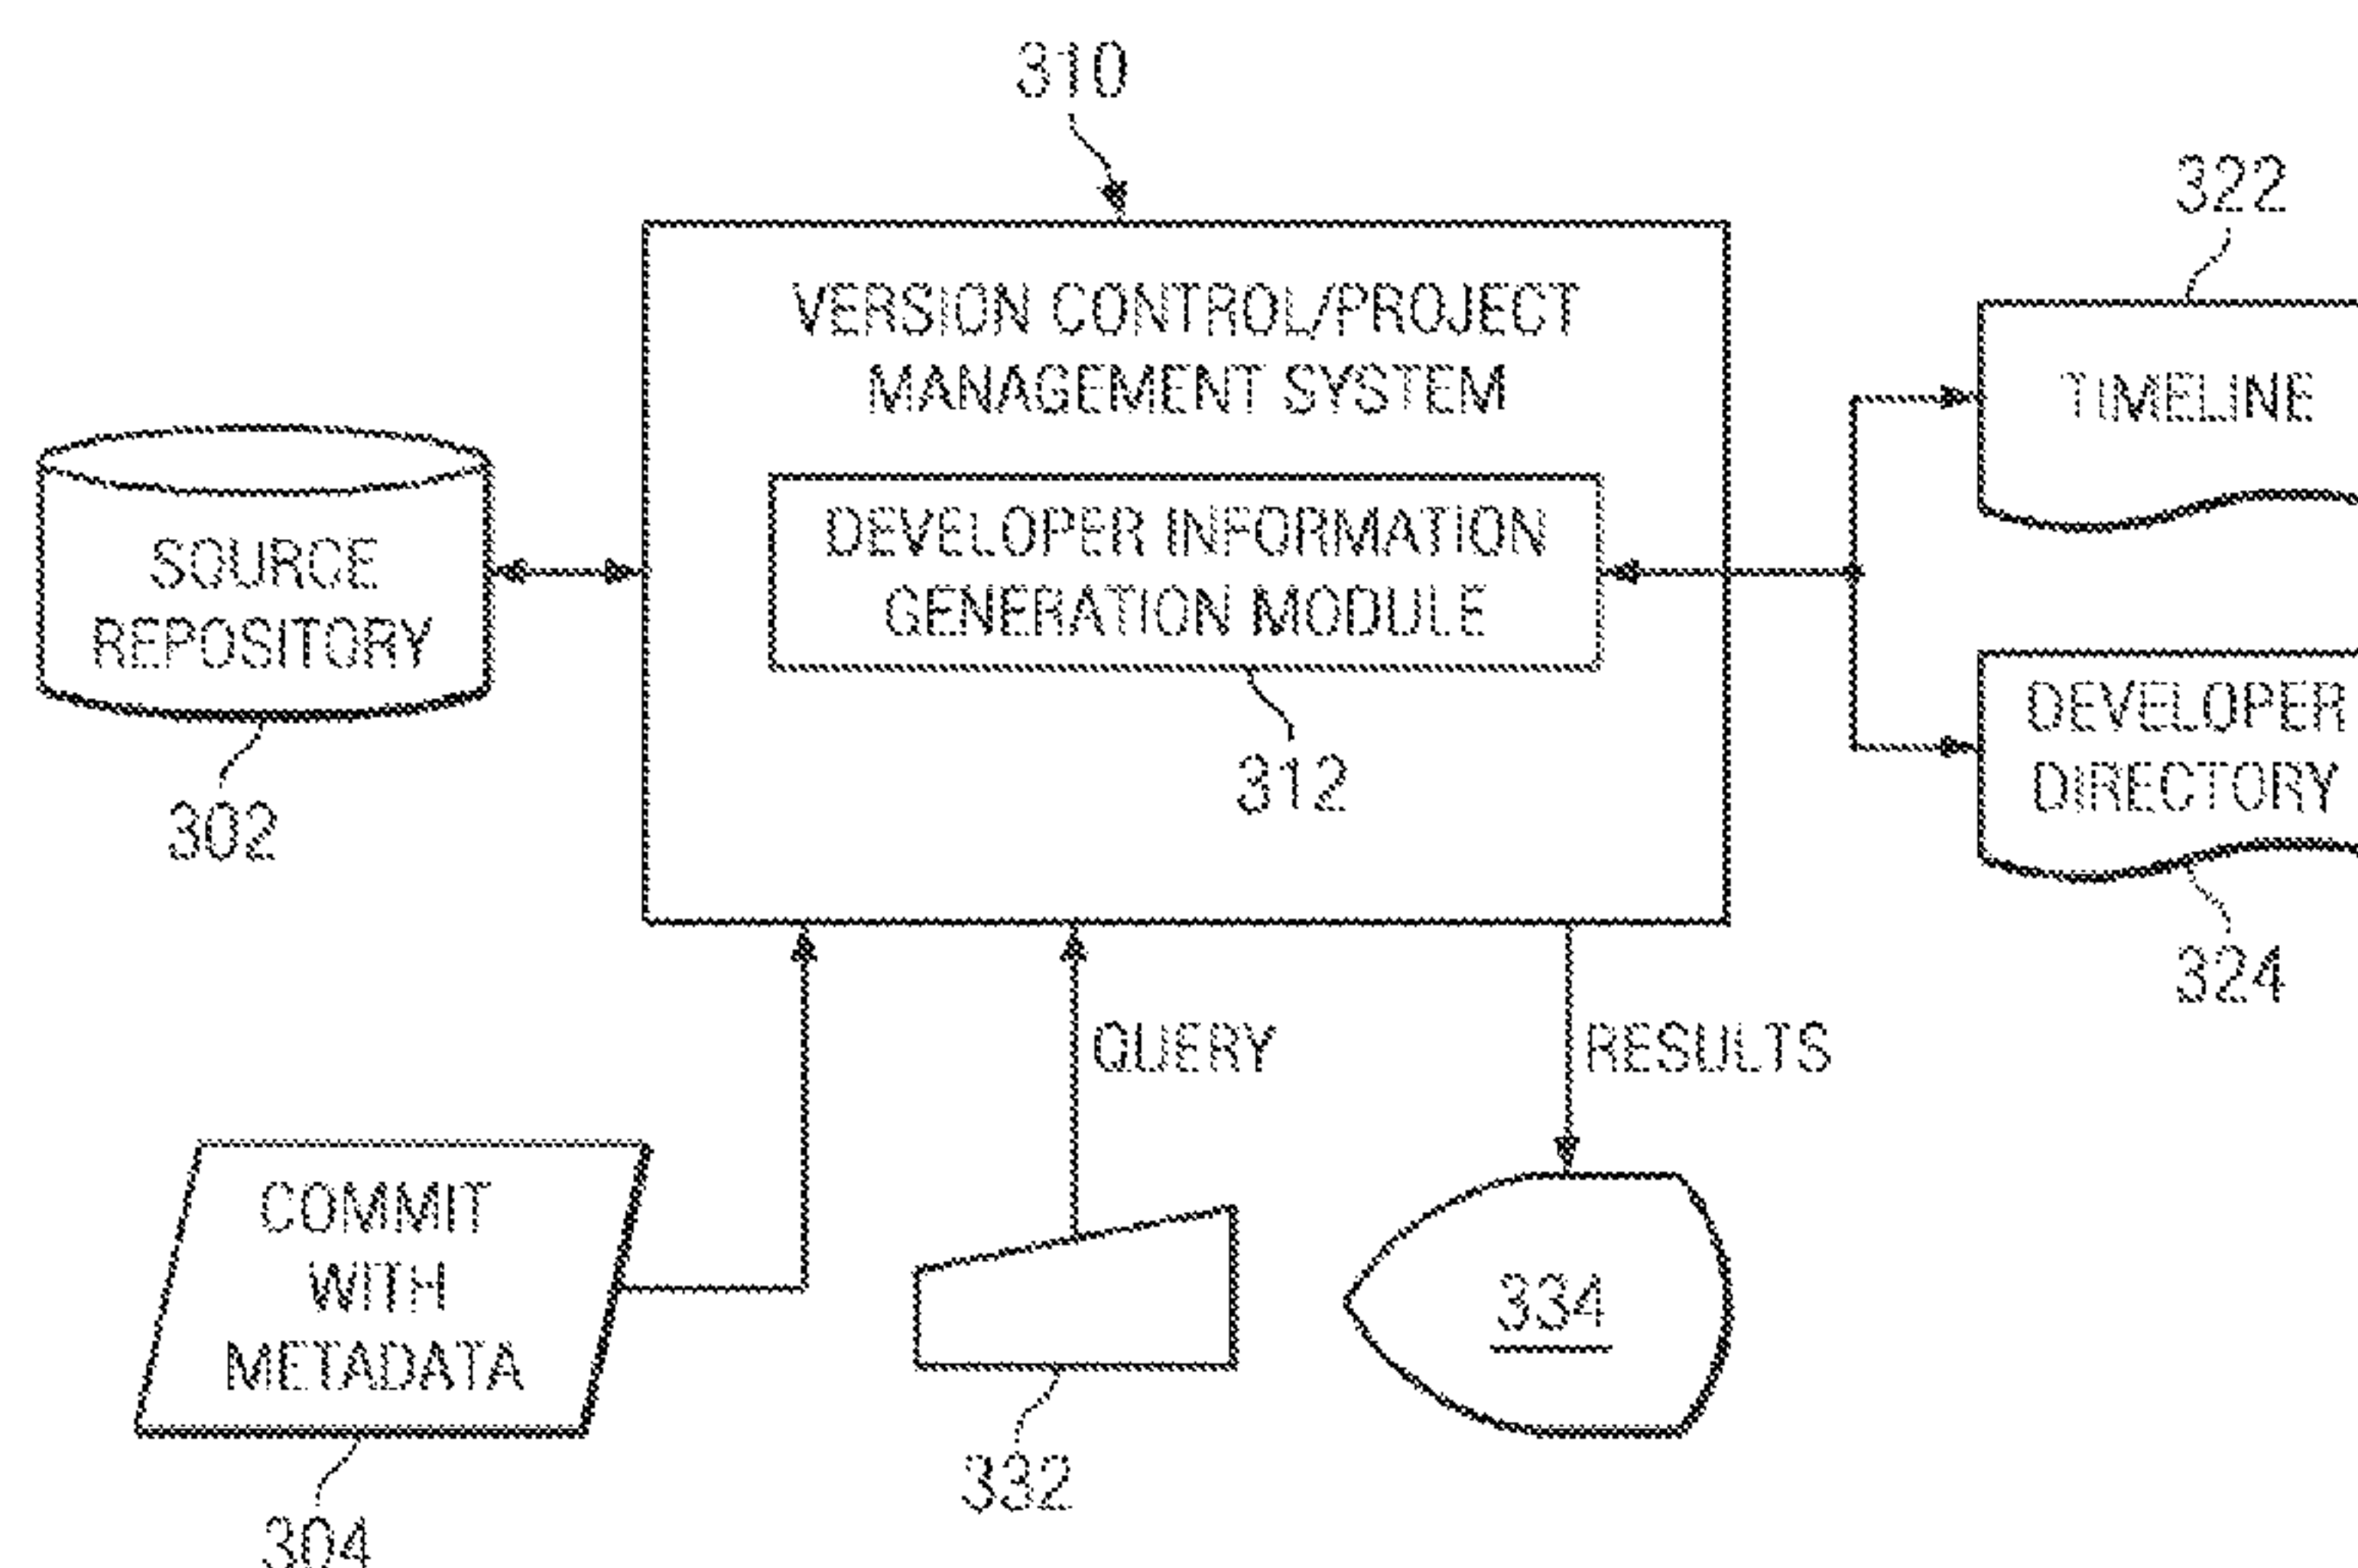 310
322
VERSION CONTROL/PROJECT
MANAGEMENT SYSTEM
TIMELINE
DEVELOPER INFORMATION
GENERATION MODULE
SOURCE
REPOSITORY
DEVELOPER
DIRECTORY
312
302
324
QUERY
RESULTS
COMMIT
WITH
METADATA
334
332
304